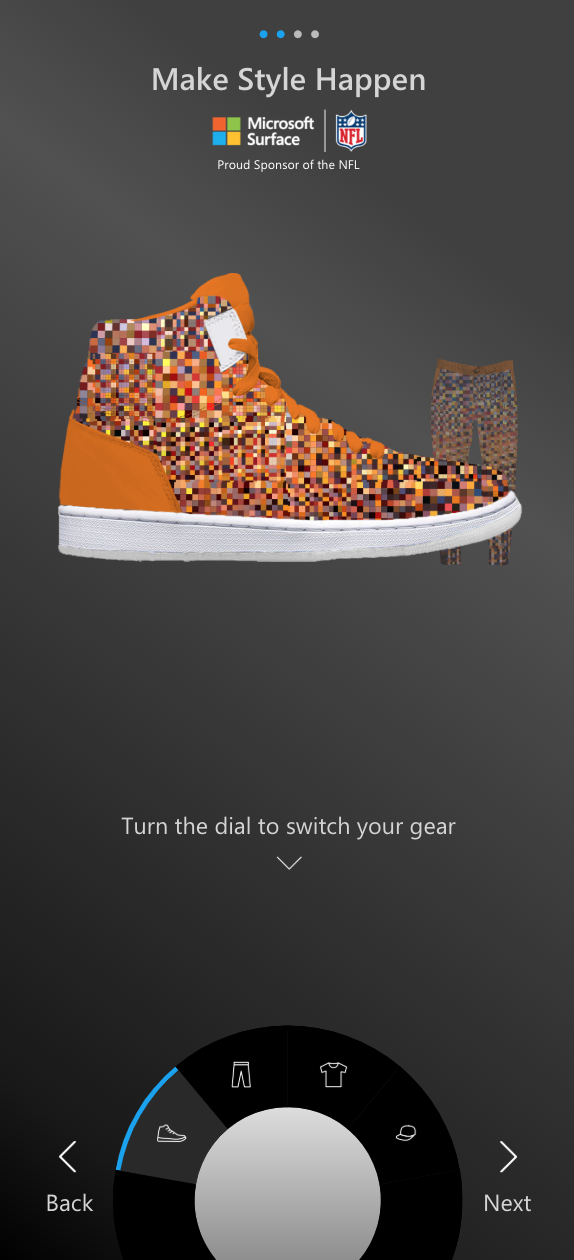 Make Style Happen
Microsoft
Surface
NFL
Proud Sponsor of the NFL
Turn the dial to switch your gear
Back
Next